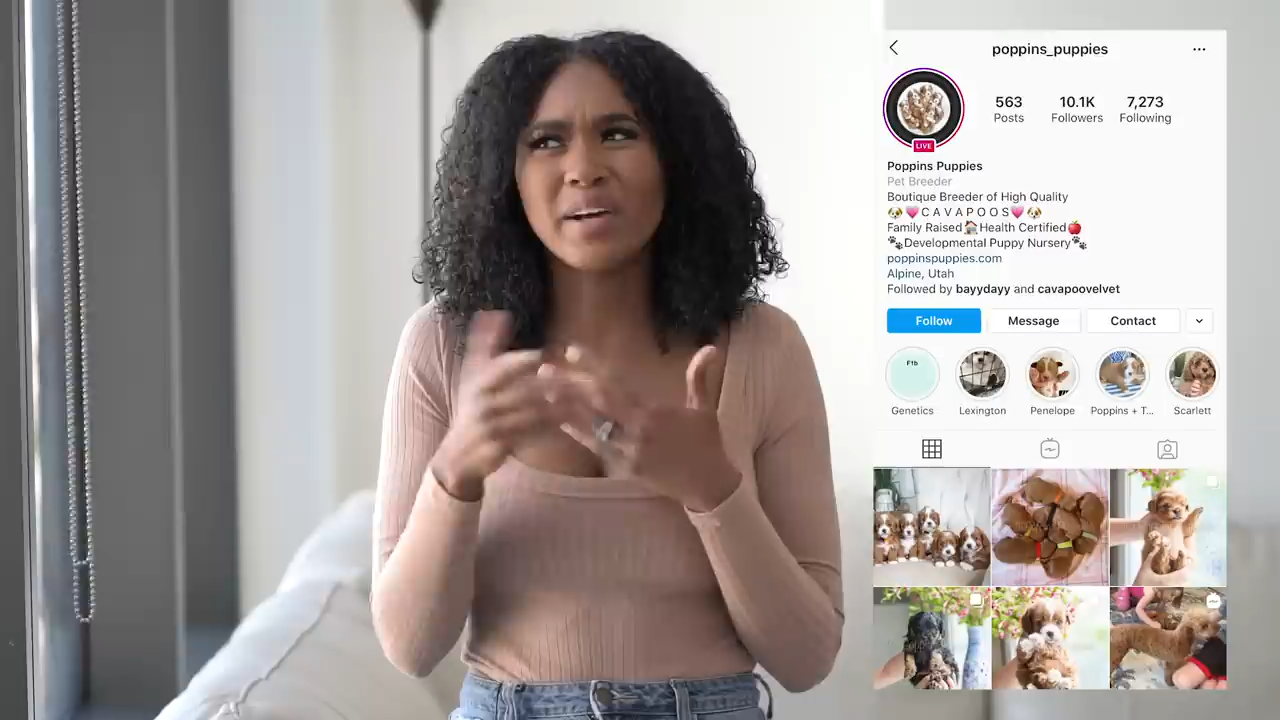 poppins_puppies
563
10.1K
7,273
Posts
Followers
Following
LIVE
Poppins Puppies
Pet Breeder
Boutique Breeder of High Quality
🐶💗C A V A P O O S💗🐶
Family Raised🏠Health Certified🍎
🐾Developmental Puppy Nursery🐾
poppinspuppies.com
Alpine, Utah
Followed by bayydayy and cavapoovelvet
Follow
Message
Contact
F1b
Genetics
Lexington
Penelope
Poppins + T...
Scarlett